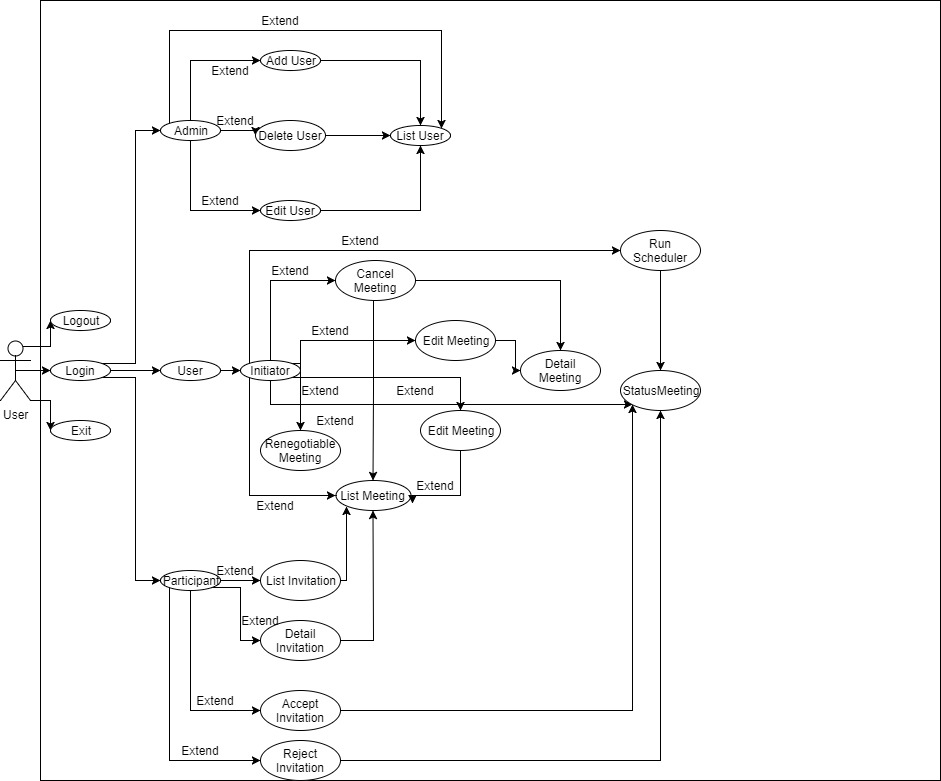 Extend
Add User
Extend
Extend
Admin
Delete User
List User
Extend
Edit User
Extend
Run
Scheduler
Extend
Cancel
Meeting
Logout
Extend
Edit Meeting
Login
User
Initiator
Detail
Meeting
Extend
Extend
StatusMeeting
User
Extend
Exit
Edit Meeting
Renegotiable
Meeting
Extend
List Meeting
Extend
Extend
Participant
List Invitation
Extend
Detail
Invitation
Extend
Accept
Invitation
Extend
Reject
Invitation